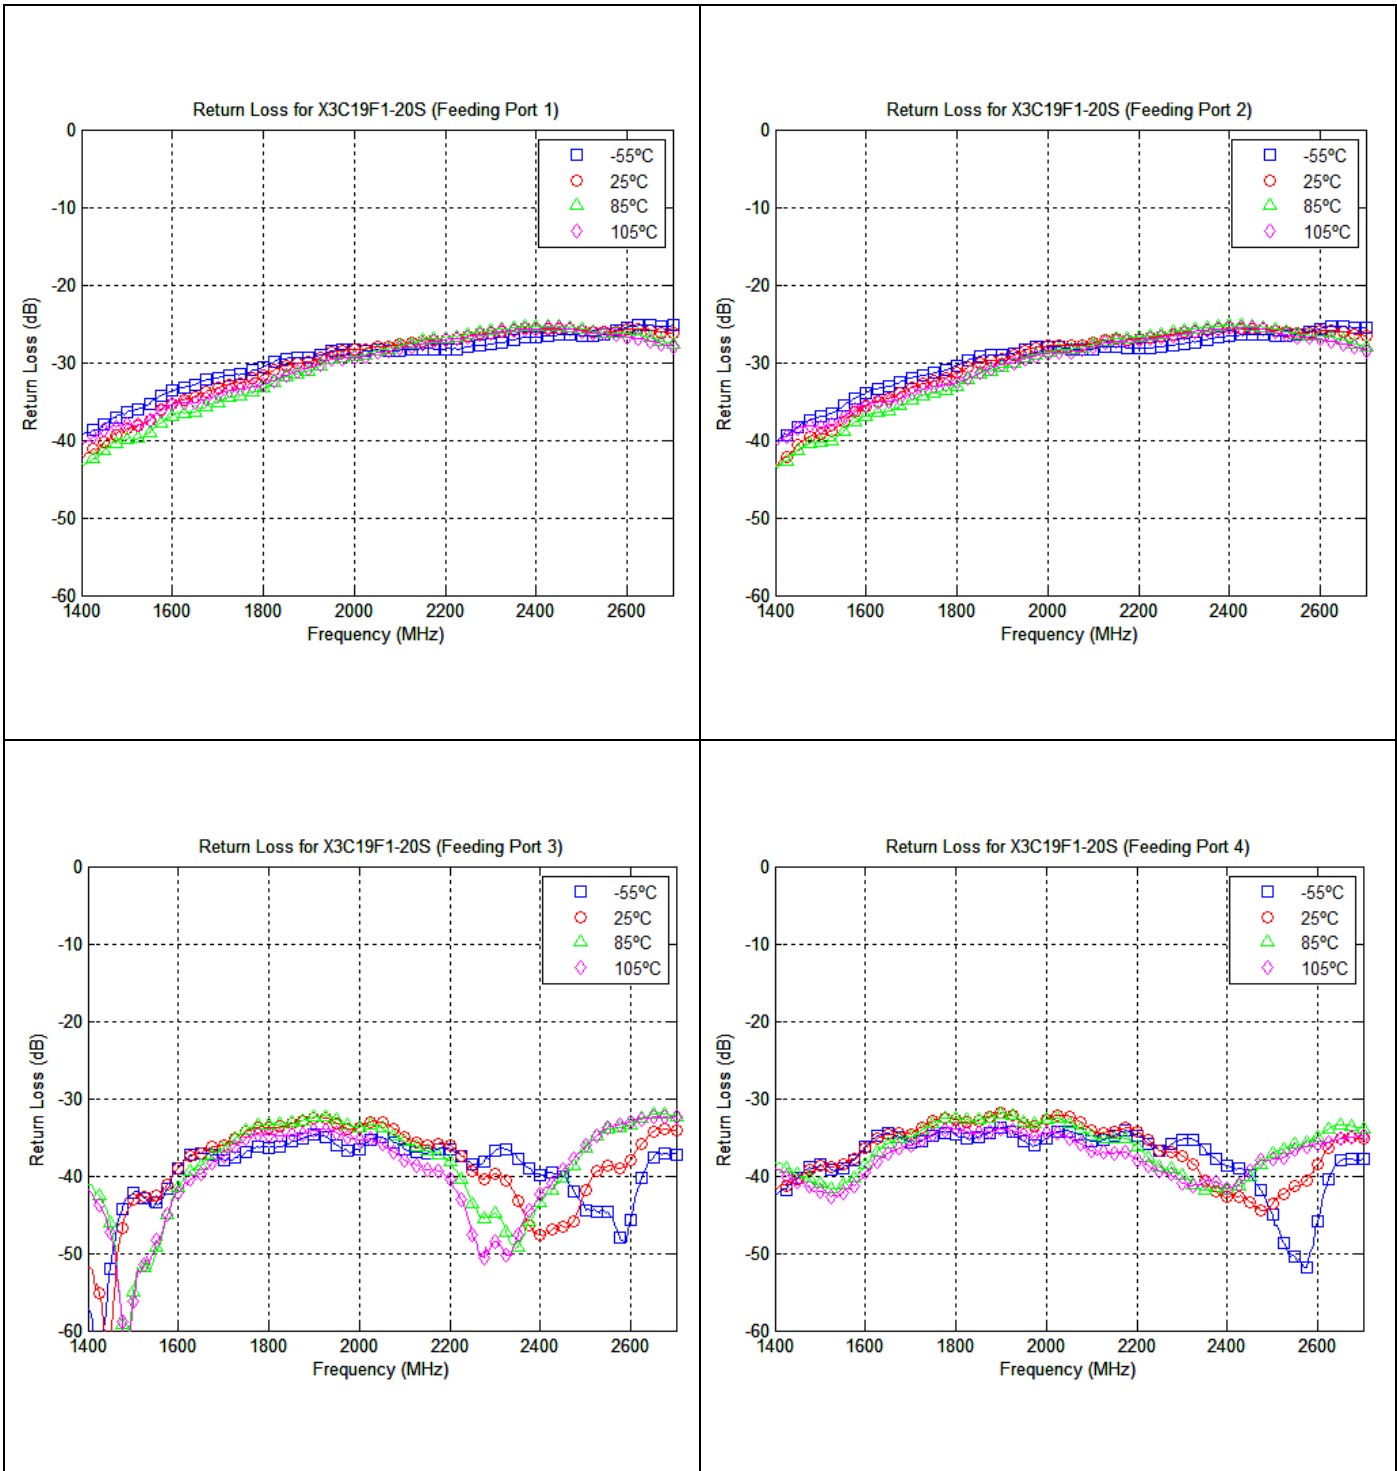 Return Loss for X3C19F1-20S (Feeding Port 1)
0
-10
-20
-30
-40
-50
-60
Return Loss (dB)
-55ºC
25ºC
85ºC
105ºC
1400 1600 1800 2000 2200 2400 2600
Frequency (MHz)
Return Loss for X3C19F1-20S (Feeding Port 2)
0
-10
-20
-30
-40
-50
-60
Return Loss (dB)
-55ºC
25ºC
85ºC
105ºC
1400 1600 1800 2000 2200 2400 2600
Frequency (MHz)
Return Loss for X3C19F1-20S (Feeding Port 3)
0
-10
-20
-30
-40
-50
-60
Return Loss (dB)
-55ºC
25ºC
85ºC
105ºC
1400 1600 1800 2000 2200 2400 2600
Frequency (MHz)
Return Loss for X3C19F1-20S (Feeding Port 4)
0
-10
-20
-30
-40
-50
-60
Return Loss (dB)
-55ºC
25ºC
85ºC
105ºC
1400 1600 1800 2000 2200 2400 2600
Frequency (MHz)